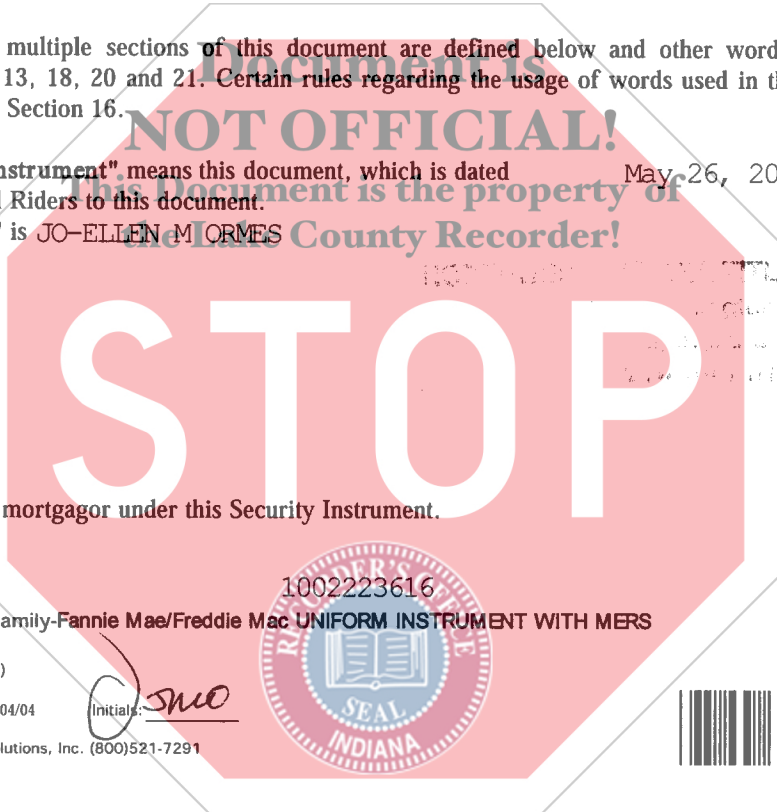 multiple sections of this document are defined below and other word
Document is
13, 18, 20 and 21. Certain rules regarding the usage of words used in th
Section 16.
NOT OFFICIAL!
nstrument" means this document, which is dated May 26, 20
This Document is the property of
Riders to this document.
is JO-ELLEN M ORMES
the Lake County Recorder!
STOP
mortgagor under this Security Instrument.
RECORDER'S OFFICE
1002223616
amily-Fannie Mae/Freddie Mac UNIFORM INSTRUMENT WITH MERS
)
04/04 Initials: JMO
SEAL
INDIANA
lutions, Inc. (800)521-7291